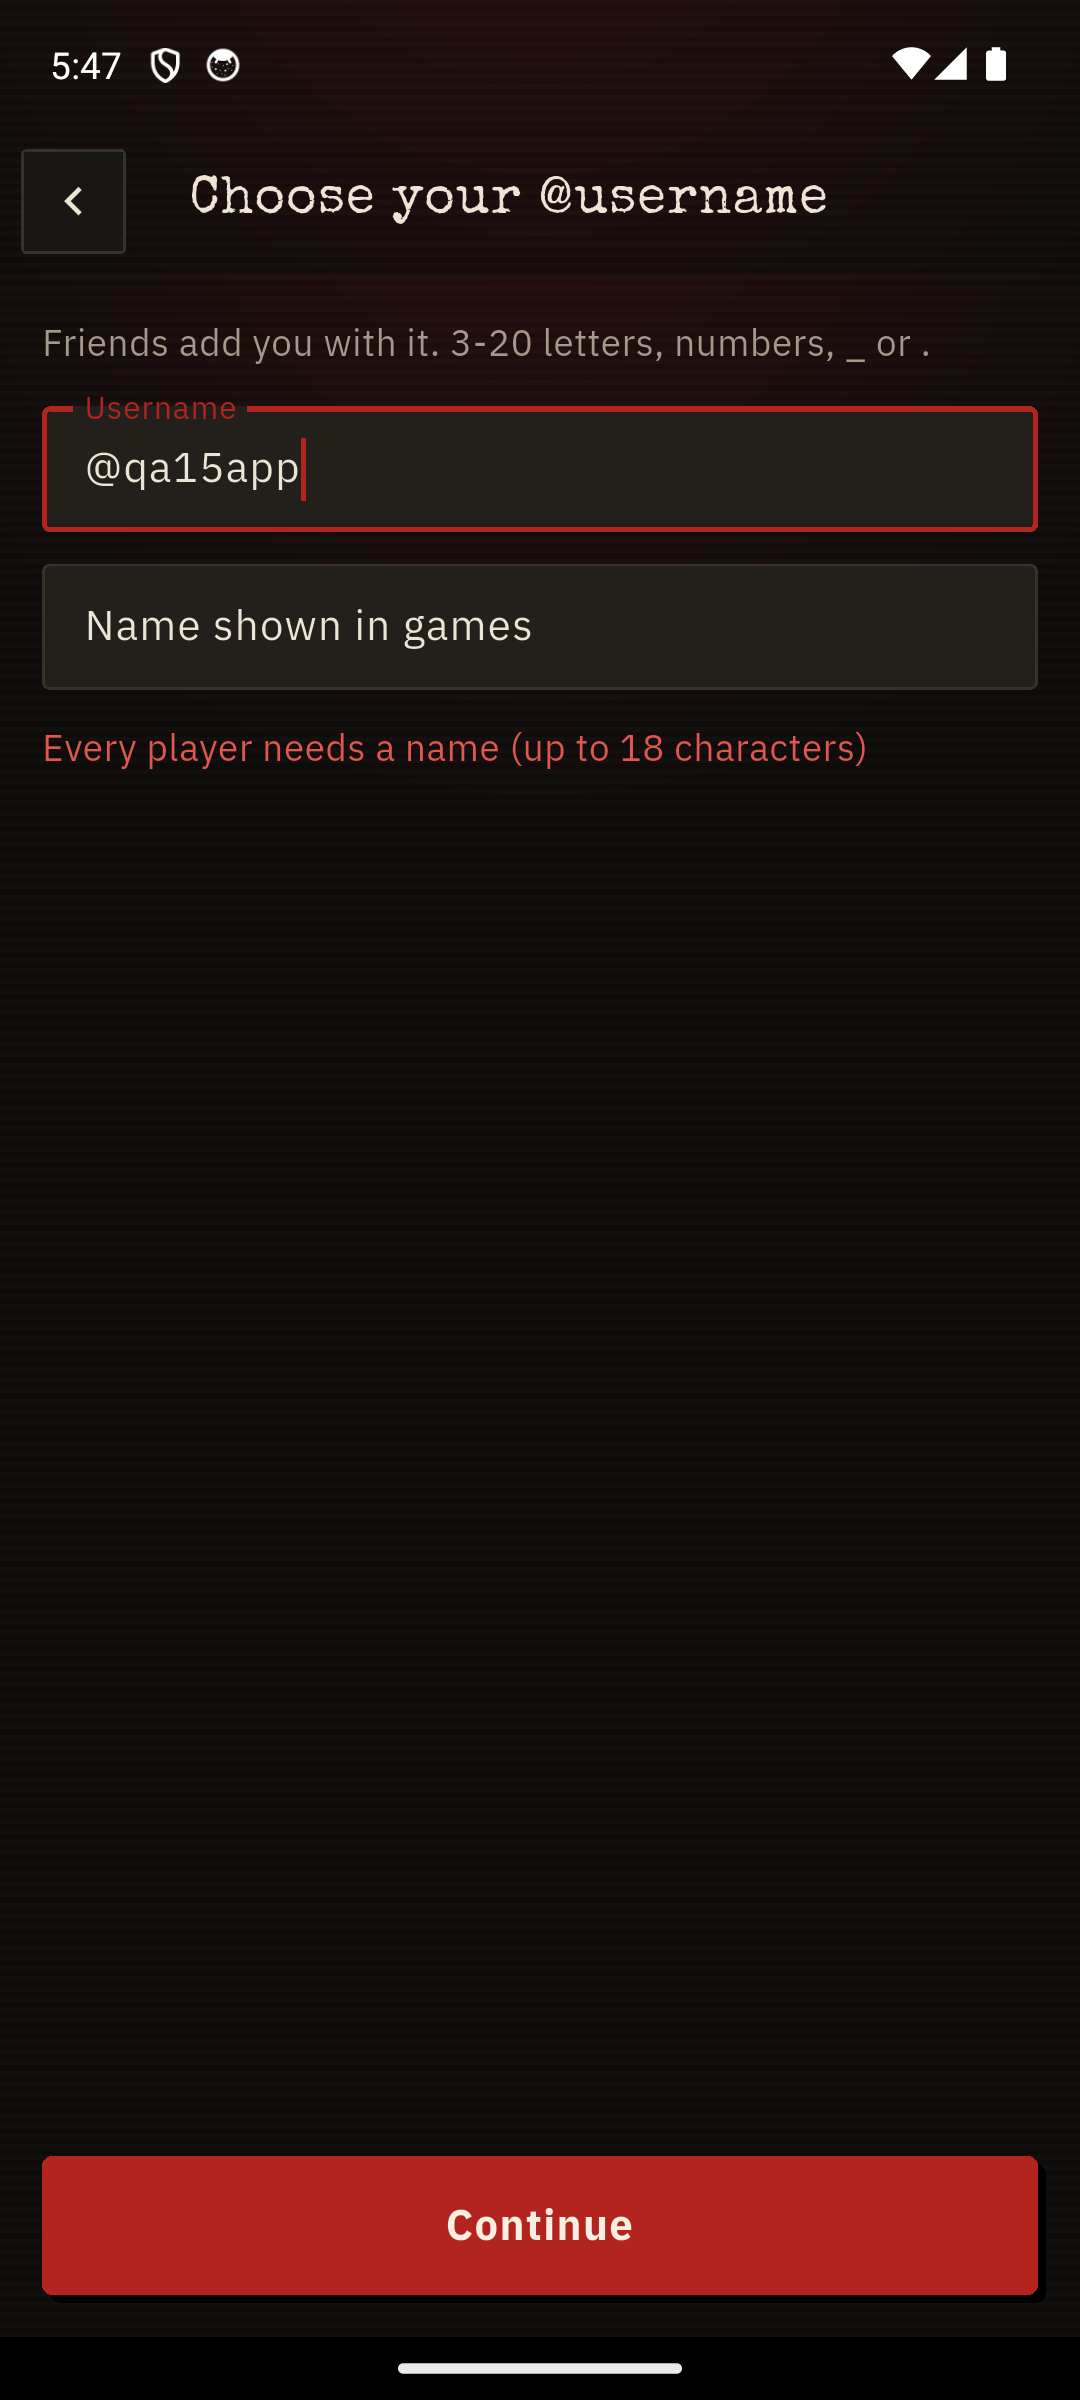 5:47
Choose your @username
Friends add you with it. 3-20 letters, numbers, _ or .
Username
@qa15app
Name shown in games
Every player needs a name (up to 18 characters)
Continue